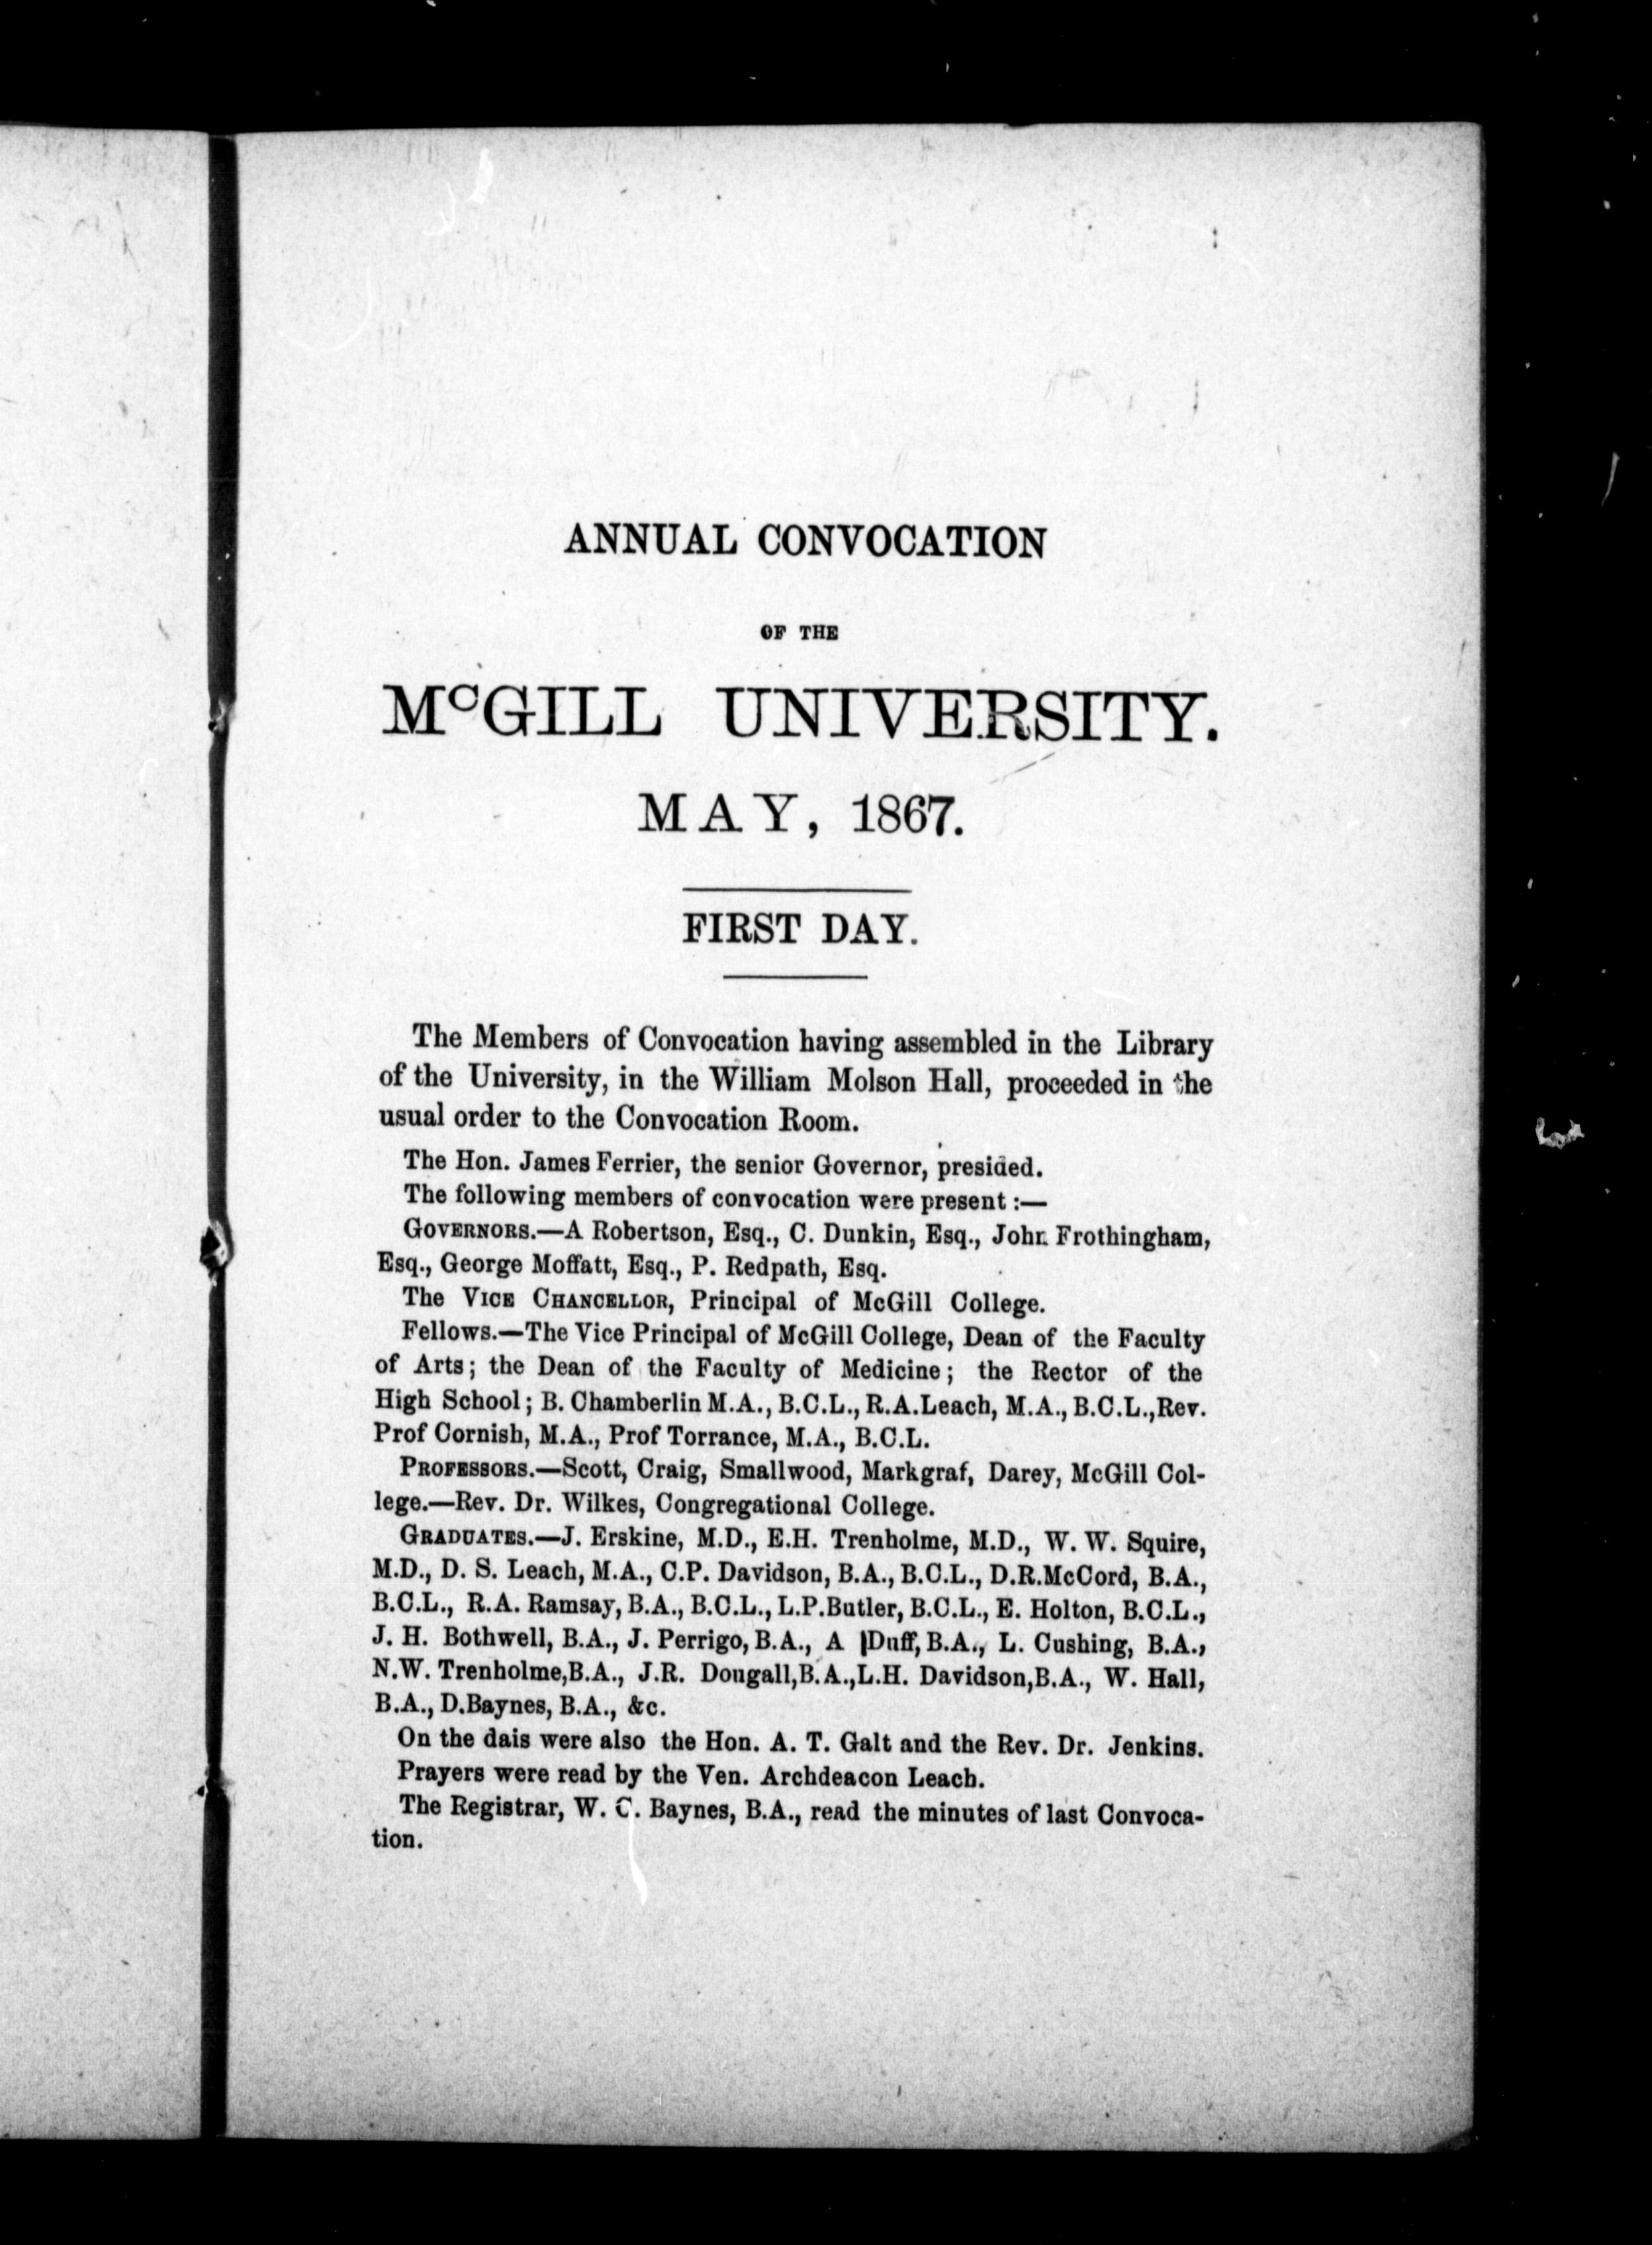 ANNUAL CONVOCATION
OF THE
McGILL UNIVERSITY.
MAY, 1867.
FIRST DAY.
The Members of Convocation having assembled in the Library
of the University, in the William Molson Hall, proceeded in the
usual order to the Convocation Room.
The Hon. James Ferrier, the senior Governor, presided.
The following members of convocation were present :—
GOVERNORS.—A Robertson, Esq., C. Dunkin, Esq., John Frothingham,
Esq., George Moffatt, Esq., P. Redpath, Esq.
The VICE CHANCELLOR, Principal of McGill College.
Fellows.—The Vice Principal of McGill College, Dean of the Faculty
of Arts; the Dean of the Faculty of Medicine; the Rector of the
High School; B. Chamberlin M.A., B.C.L., R.A.Leach, M.A., B.C.L.,Rev.
Prof Cornish, M.A., Prof Torrance, M.A., B.C.L.
PROFESSORS.—Scott, Craig, Smallwood, Markgraf, Darey, McGill Col-
lege.—Rev. Dr. Wilkes, Congregational College.
GRADUATES.—J. Erskine, M.D., E.H. Trenholme, M.D., W. W. Squire,
M.D., D. S. Leach, M.A., C.P. Davidson, B.A., B.C.L., D.R.McCord, B.A.,
B.C.L., R.A. Ramsay, B.A., B.C.L., L.P.Butler, B.C.L., E. Holton, B.C.L.,
J. H. Bothwell, B.A., J. Perrigo, B.A., A Duff, B.A., L. Cushing, B.A.,
N.W. Trenholme,B.A., J.R. Dougall,B.A.,L.H. Davidson,B.A., W. Hall,
B.A., D.Baynes, B.A., &c.
On the dais were also the Hon. A. T. Galt and the Rev. Dr. Jenkins.
Prayers were read by the Ven. Archdeacon Leach.
The Registrar, W. C. Baynes, B.A., read the minutes of last Convoca-
tion.